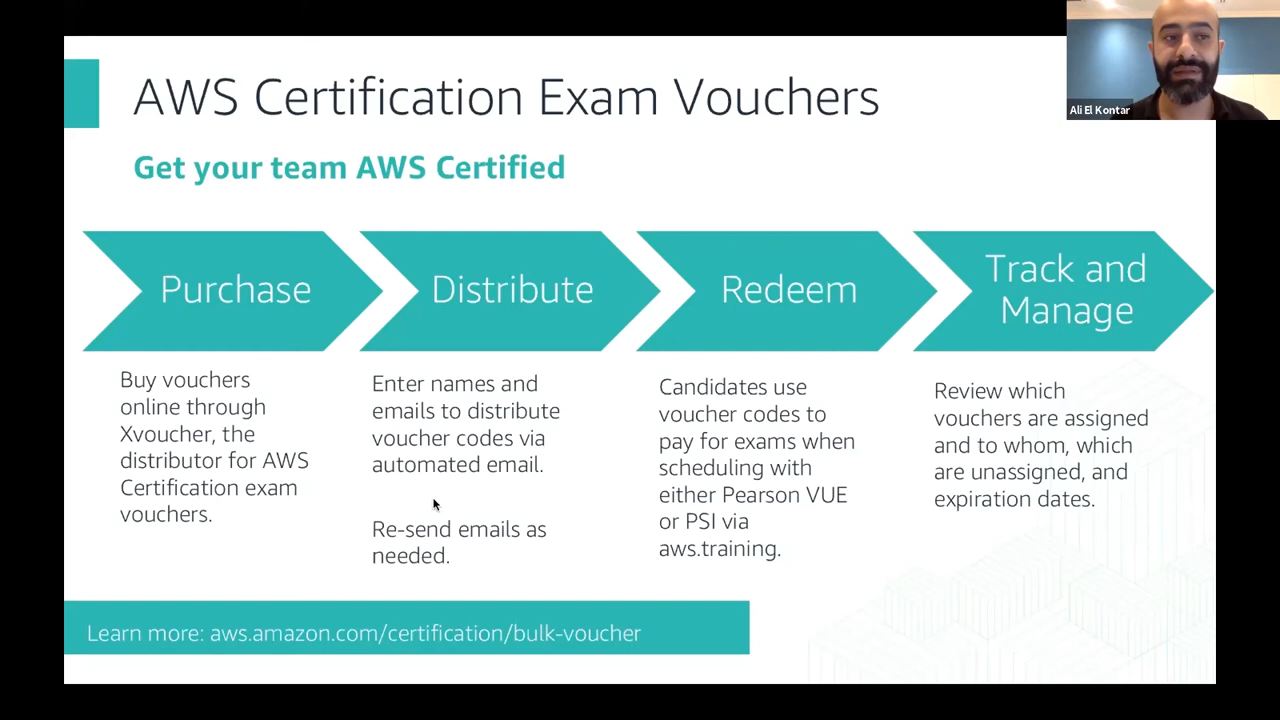 AWS Certification Exam Vouchers
Ali El Kontar
Get your team AWS Certified
Purchase
Distribute
Redeem
Track and
Manage
Buy vouchers
online through
Xvoucher, the
distributor for AWS
Certification exam
vouchers.
Enter names and
emails to distribute
voucher codes via
automated email.
Re-send emails as
needed.
Candidates use
voucher codes to
pay for exams when
scheduling with
either Pearson VUE
or PSI via
aws.training.
Review which
vouchers are assigned
and to whom, which
are unassigned, and
expiration dates.
Learn more: aws.amazon.com/certification/bulk-voucher